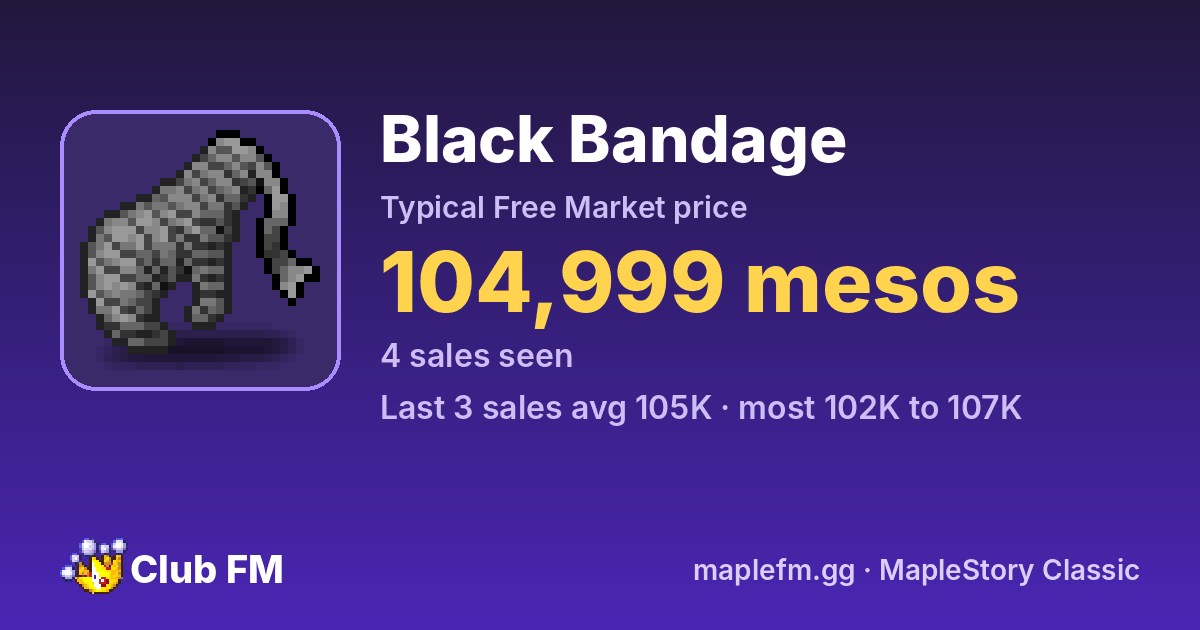 Black Bandage
Typical Free Market price
104,999 mesos
4 sales seen
Last 3 sales avg 105K · most 102K to 107K
Club FM
maplefm.gg · MapleStory Classic